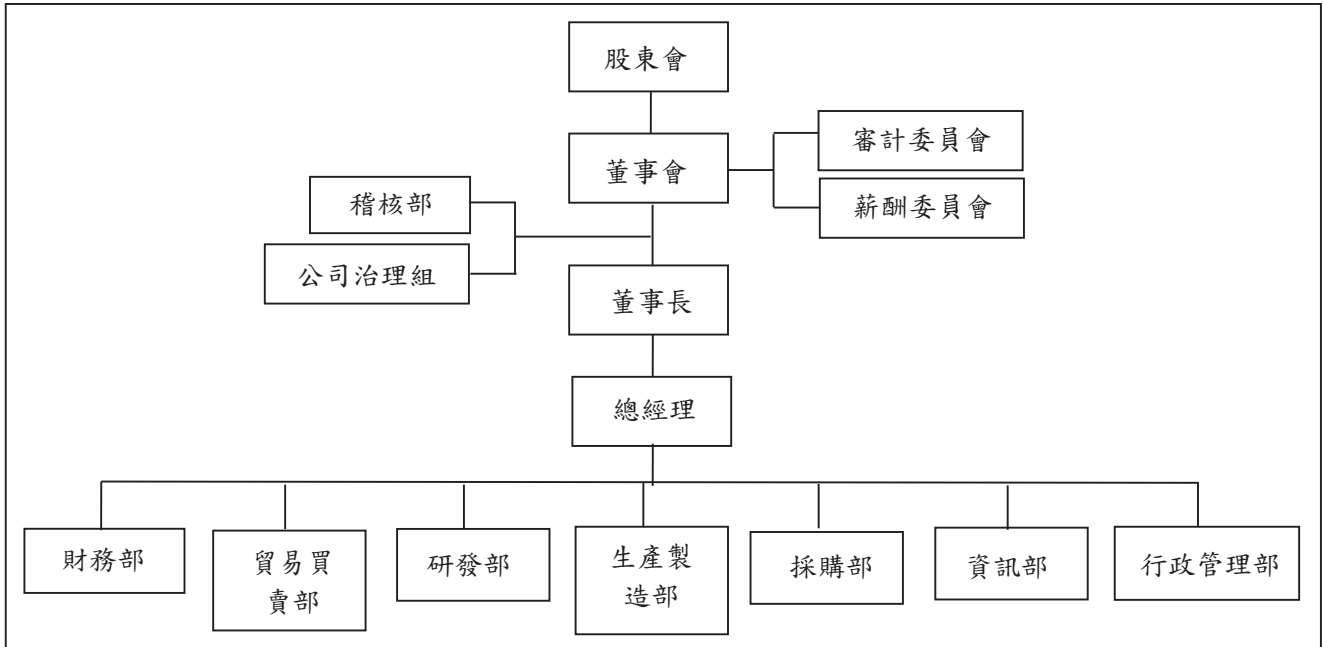 股東會
董事會
審計委員會
薪酬委員會
稽核部
公司治理組
董事長
總經理
財務部
貿易買
賣部
研發部
生產製
造部
採購部
資訊部
行政管理部